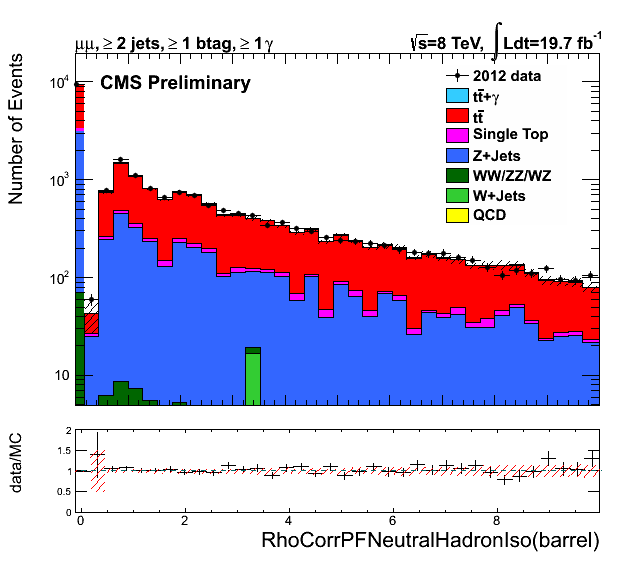 μμ, ≥ 2 jets, ≥ 1 btag, ≥ 1 γ
√s=8 TeV, ∫Ldt=19.7 fb⁻¹
Number of Events
CMS Preliminary
2012 data
tt̄+γ
tt̄
Single Top
Z+Jets
WW/ZZ/WZ
W+Jets
QCD
10⁴
10³
10²
10
data/MC
2
1.5
1
0.5
0
0 2 4 6 8
RhoCorrPFNeutralHadronIso(barrel)